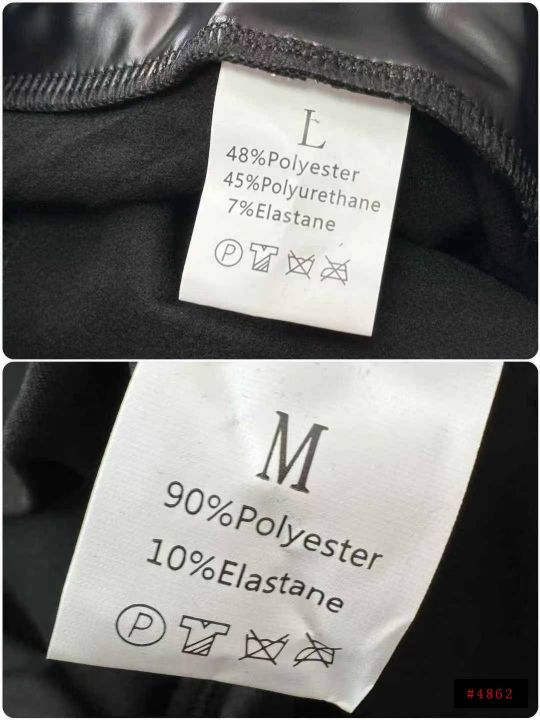 L
48%Polyester
45%Polyurethane
7%Elastane
P
M
90%Polyester
10%Elastane
P
#4862